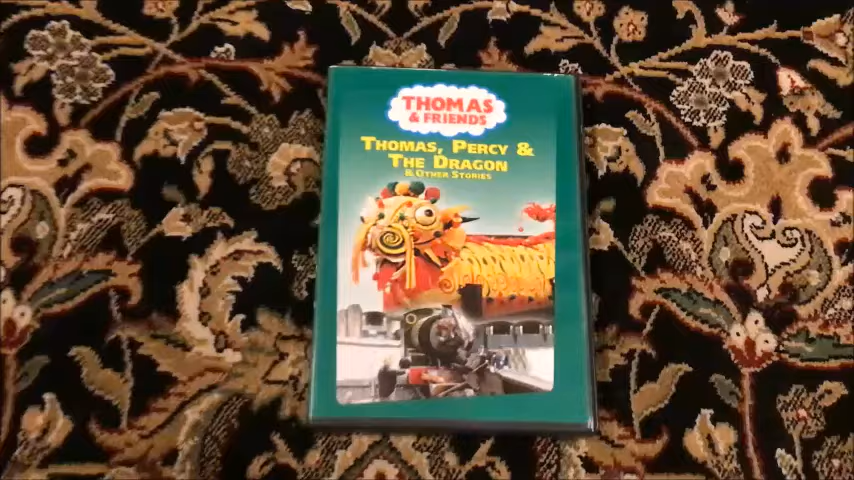 THOMAS
& FRIENDS
THOMAS, PERCY &
THE DRAGON
& OTHER STORIES